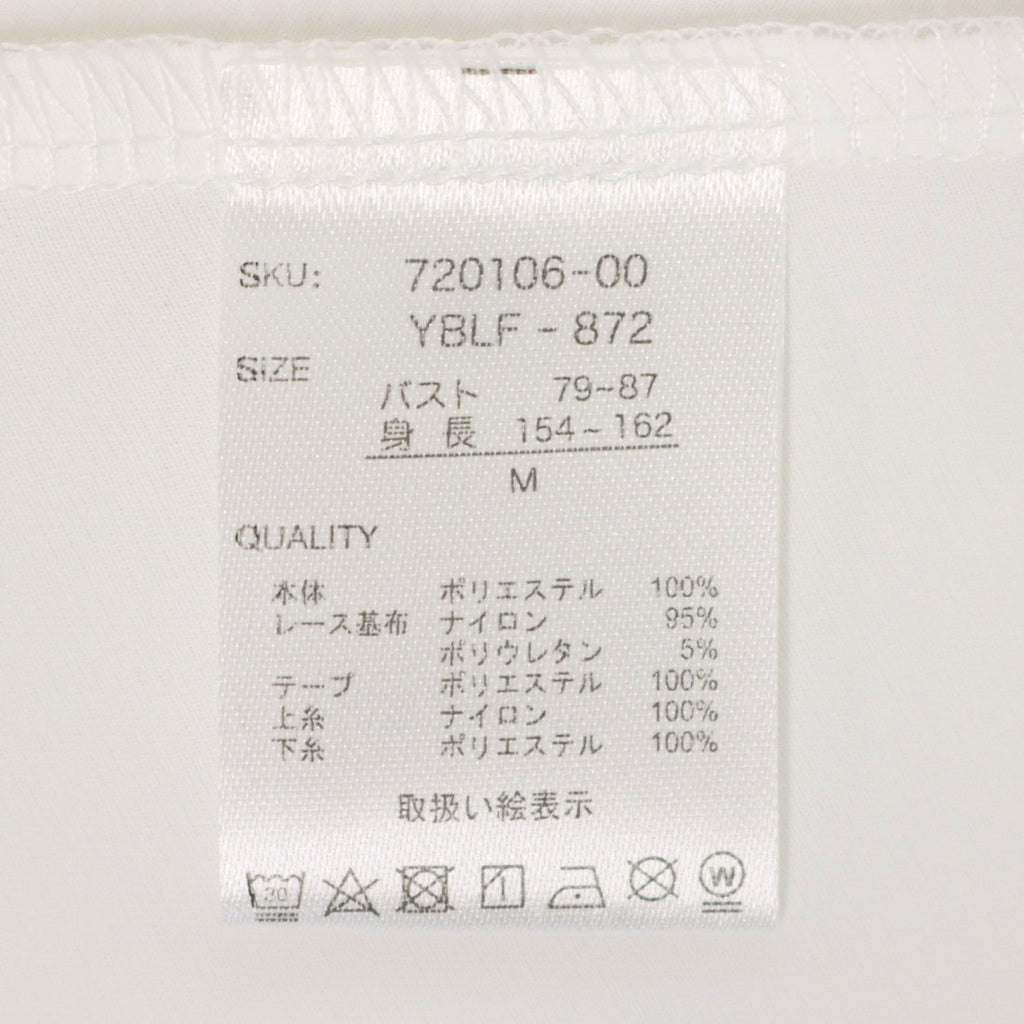 SKU: 720106-00
YBLF - 872
SIZE
バスト 79~87
身 長 154~162
M
QUALITY
本体 ポリエステル 100%
レース基布 ナイロン 95%
ポリウレタン 5%
テープ ポリエステル 100%
上糸 ナイロン 100%
下糸 ポリエステル 100%
取扱い絵表示
30 1 W